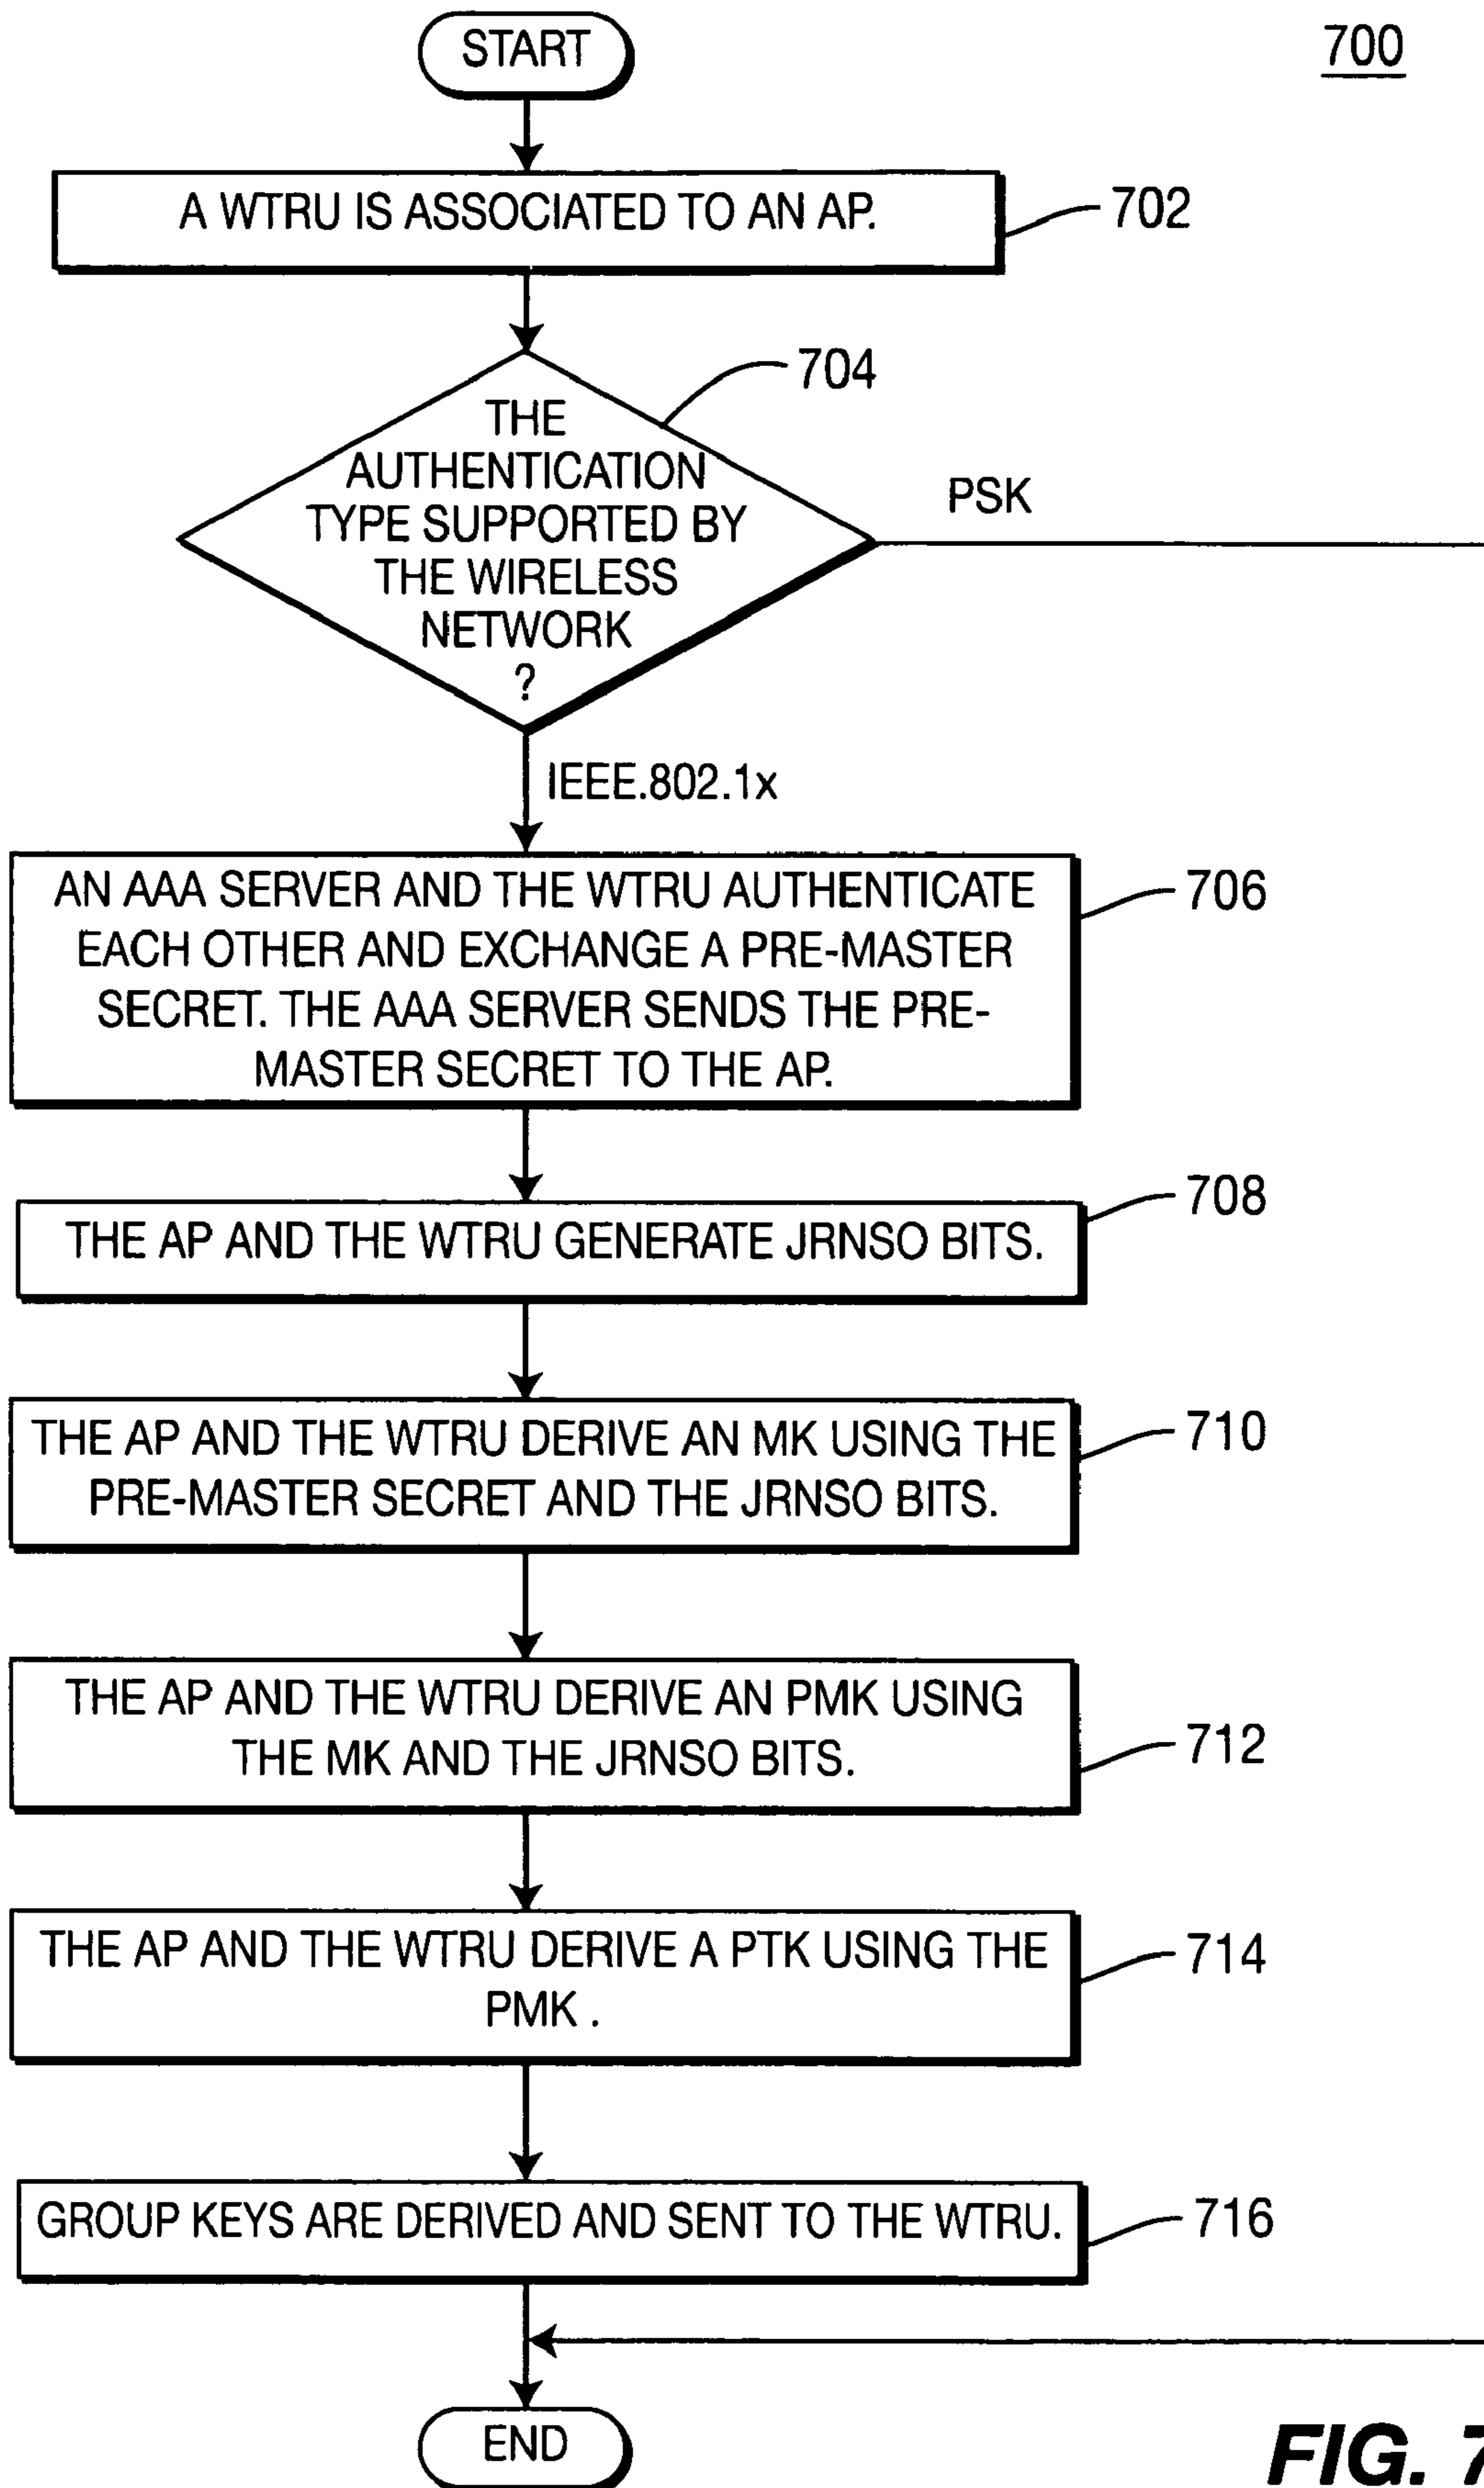 START
700
A WTRU IS ASSOCIATED TO AN AP.
702
704
THE
AUTHENTICATION
TYPE SUPPORTED BY
THE WIRELESS
NETWORK
?
PSK
IEEE.802.1x
AN AAA SERVER AND THE WTRU AUTHENTICATE
EACH OTHER AND EXCHANGE A PRE-MASTER
SECRET. THE AAA SERVER SENDS THE PRE-
MASTER SECRET TO THE AP.
706
THE AP AND THE WTRU GENERATE JRNSO BITS.
708
THE AP AND THE WTRU DERIVE AN MK USING THE
PRE-MASTER SECRET AND THE JRNSO BITS.
710
THE AP AND THE WTRU DERIVE AN PMK USING
THE MK AND THE JRNSO BITS.
712
THE AP AND THE WTRU DERIVE A PTK USING THE
PMK .
714
GROUP KEYS ARE DERIVED AND SENT TO THE WTRU.
716
END
FIG. 7